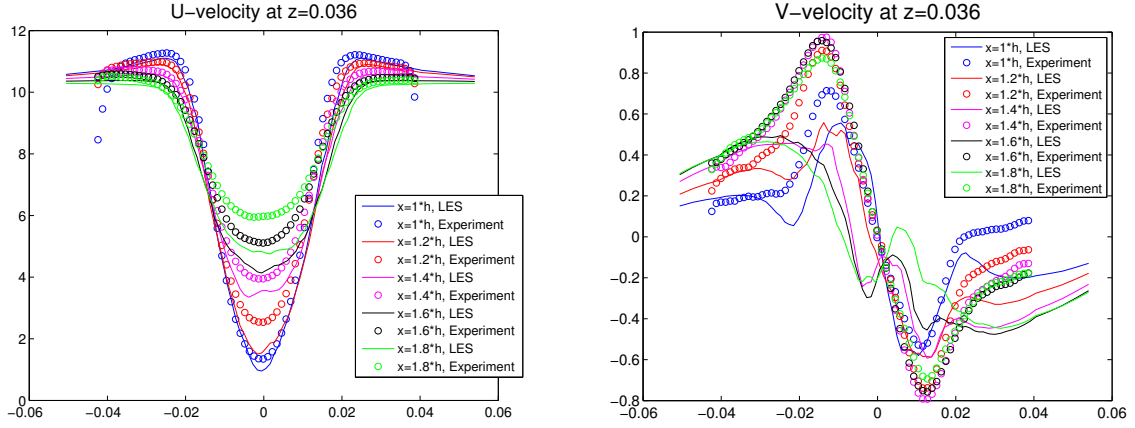 U−velocity at z=0.036
12
10
8
6
4
2
0
−0.06
−0.04
−0.02
0
0.02
0.04
0.06
x=1*h, LES
x=1*h, Experiment
x=1.2*h, LES
x=1.2*h, Experiment
x=1.4*h, LES
x=1.4*h, Experiment
x=1.6*h, LES
x=1.6*h, Experiment
x=1.8*h, LES
x=1.8*h, Experiment
V−velocity at z=0.036
1
0.8
0.6
0.4
0.2
0
−0.2
−0.4
−0.6
−0.8
−0.06
−0.04
−0.02
0
0.02
0.04
0.06
x=1*h, LES
x=1*h, Experiment
x=1.2*h, LES
x=1.2*h, Experiment
x=1.4*h, LES
x=1.4*h, Experiment
x=1.6*h, LES
x=1.6*h, Experiment
x=1.8*h, LES
x=1.8*h, Experiment